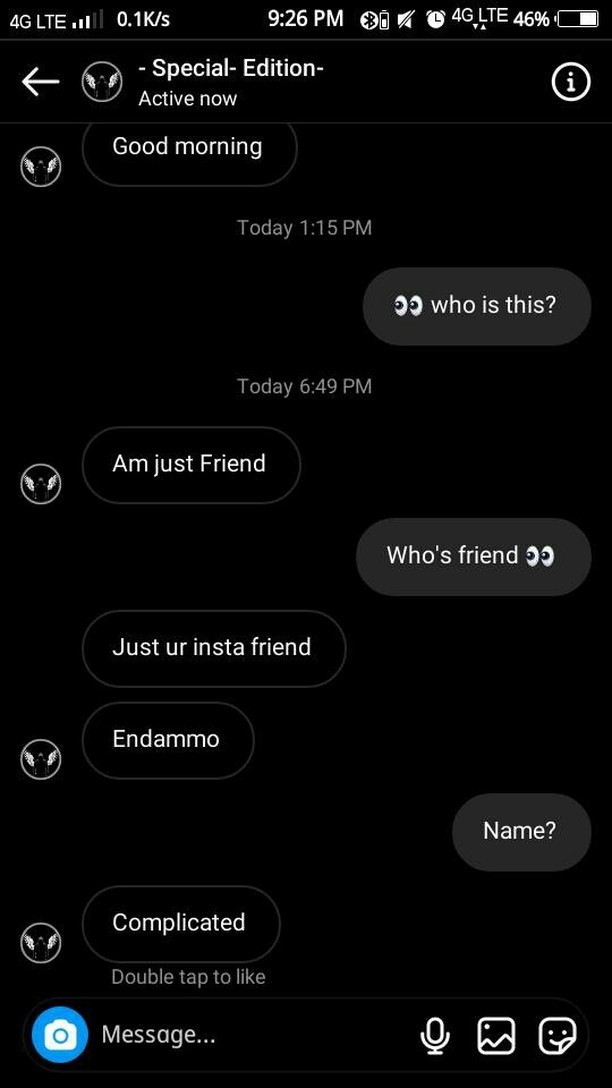 4G LTE 0.1K/s 9:26 PM 4G LTE 46%
- Special- Edition-
Active now
Good morning
Today 1:15 PM
👀 who is this?
Today 6:49 PM
Am just Friend
Who's friend 👀
Just ur insta friend
Endammo
Name?
Complicated
Double tap to like
Message...